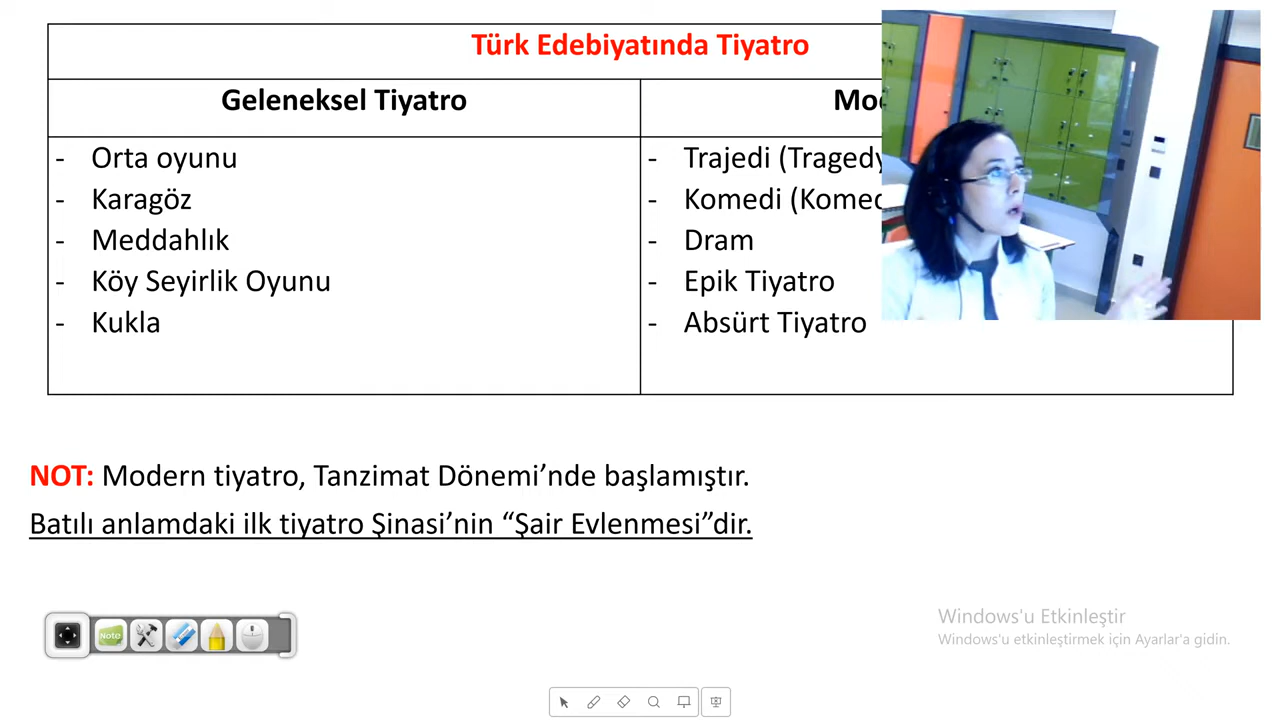 Türk Edebiyatında Tiyatro
Geleneksel Tiyatro
- Orta oyunu
- Karagöz
- Meddahlık
- Köy Seyirlik Oyunu
- Kukla
- Trajedi
- Komedi
- Dram
- Epik Tiyatro
- Absürt Tiyatro
NOT: Modern tiyatro, Tanzimat Dönemi’nde başlamıştır.
Batılı anlamdaki ilk tiyatro Şinasi’nin “Şair Evlenmesi”dir.
Note
Windows'u Etkinleştir
Windows'u etkinleştirmek için Ayarlar'a gidin.